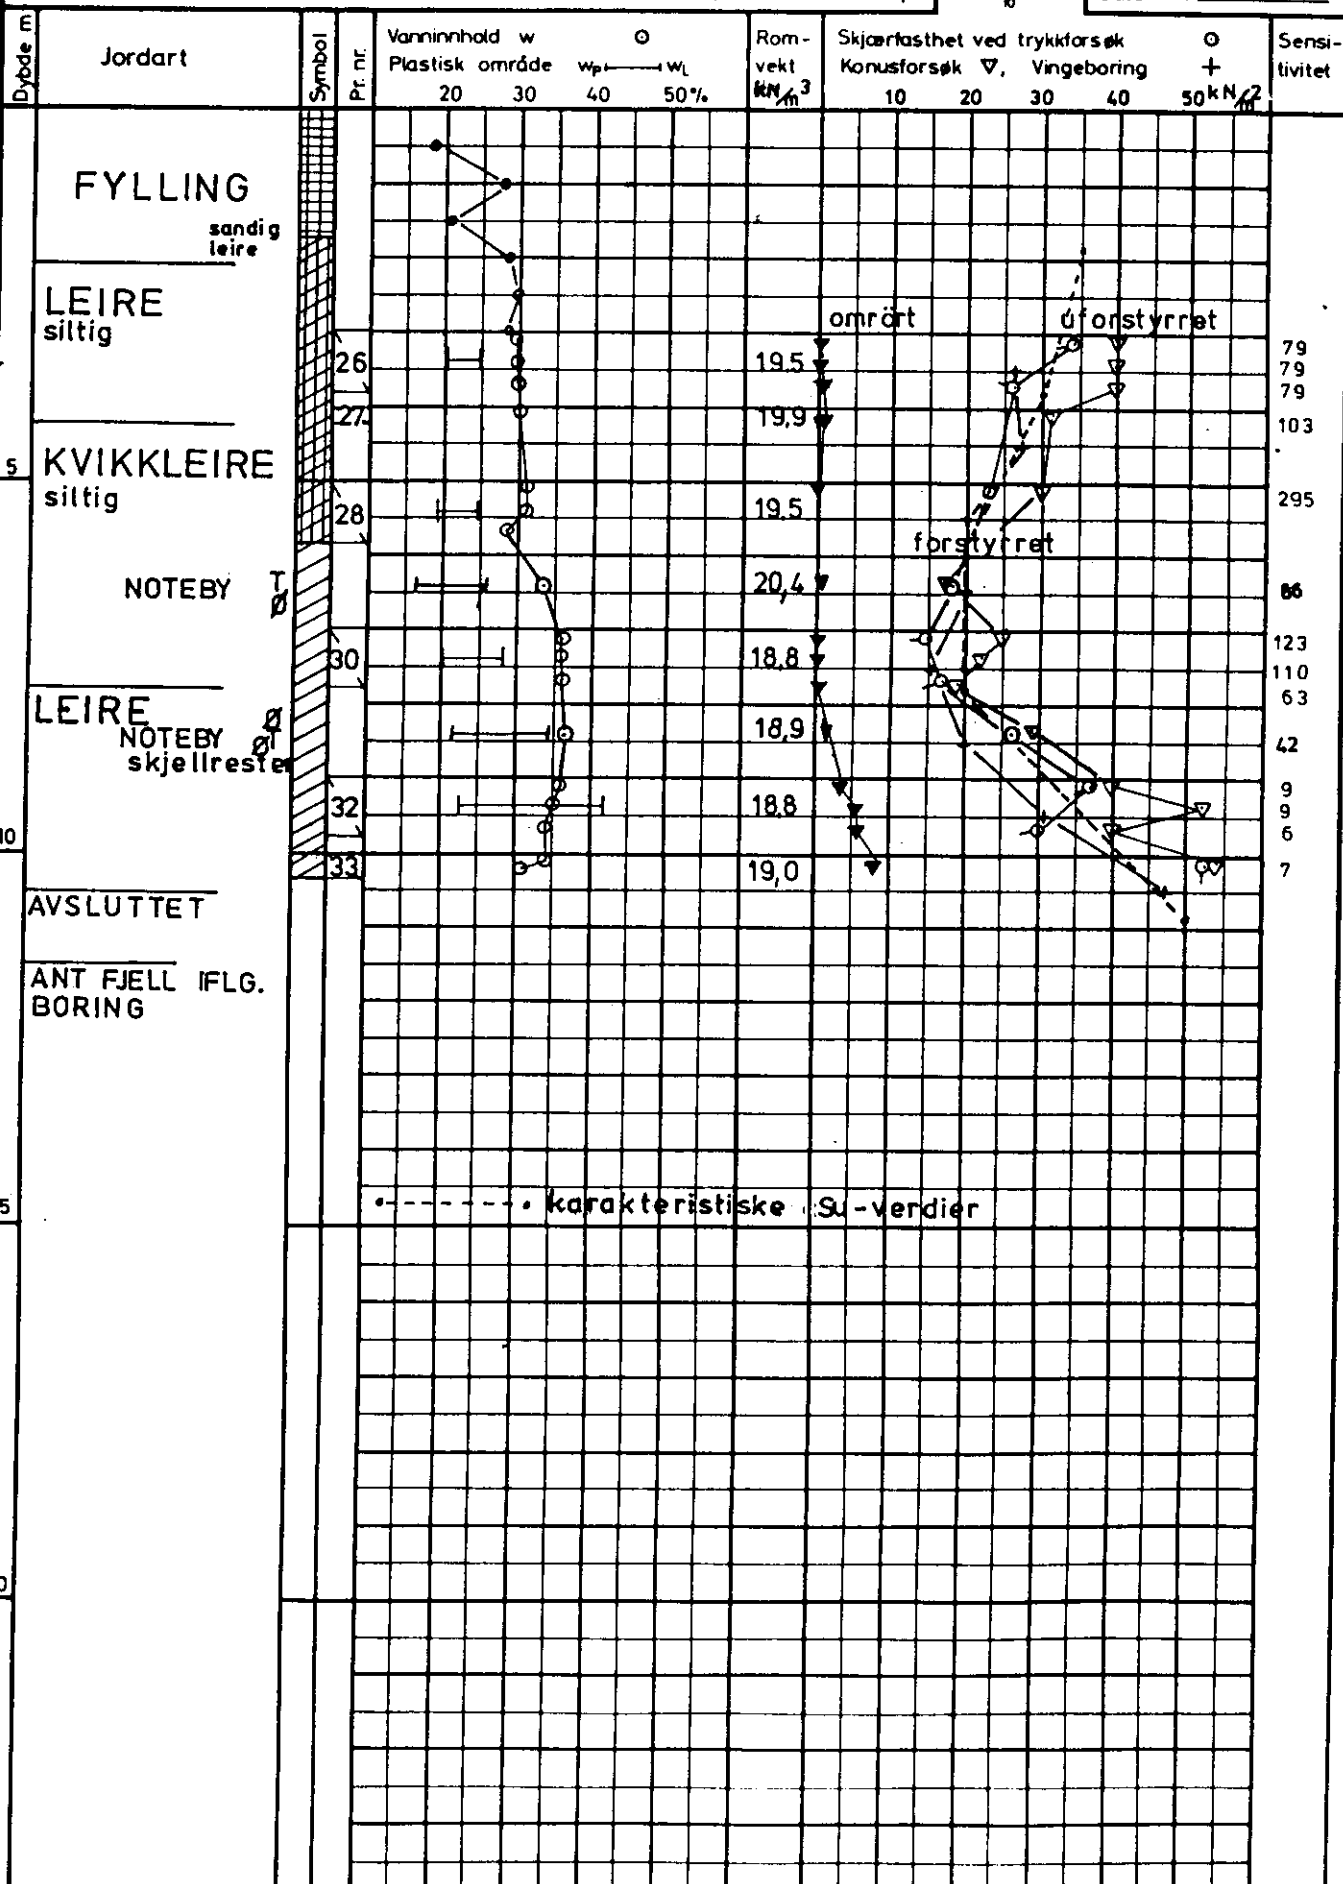 Dybde m
Jordart
Symbol
Pr. nr.
Vanninnhold w
Plastisk område wP wL
20 30 40 50%
Rom-
vekt
kN/m3
Skjærfasthet ved trykkforsøk
Konusforsøk ▽, Vingeboring +
10 20 30 40 50 kN/m2
Sensi-
tivitet
FYLLING
sandig
leire
LEIRE
siltig
omrört uforstyrret
26 19.5 79
79
79
27 19,9 103
5 KVIKKLEIRE
siltig
28 19.5 295
forstyrret
NOTEBY T
Ø
20,4
123
30 18,8 110
63
LEIRE Ø
NOTEBY ØT
skjellrester
18,9 42
9
32 18,8 9
6
10
33 19,0 7
AVSLUTTET
ANT FJELL IFLG.
BORING
5 karakteristiske Su-verdier
0